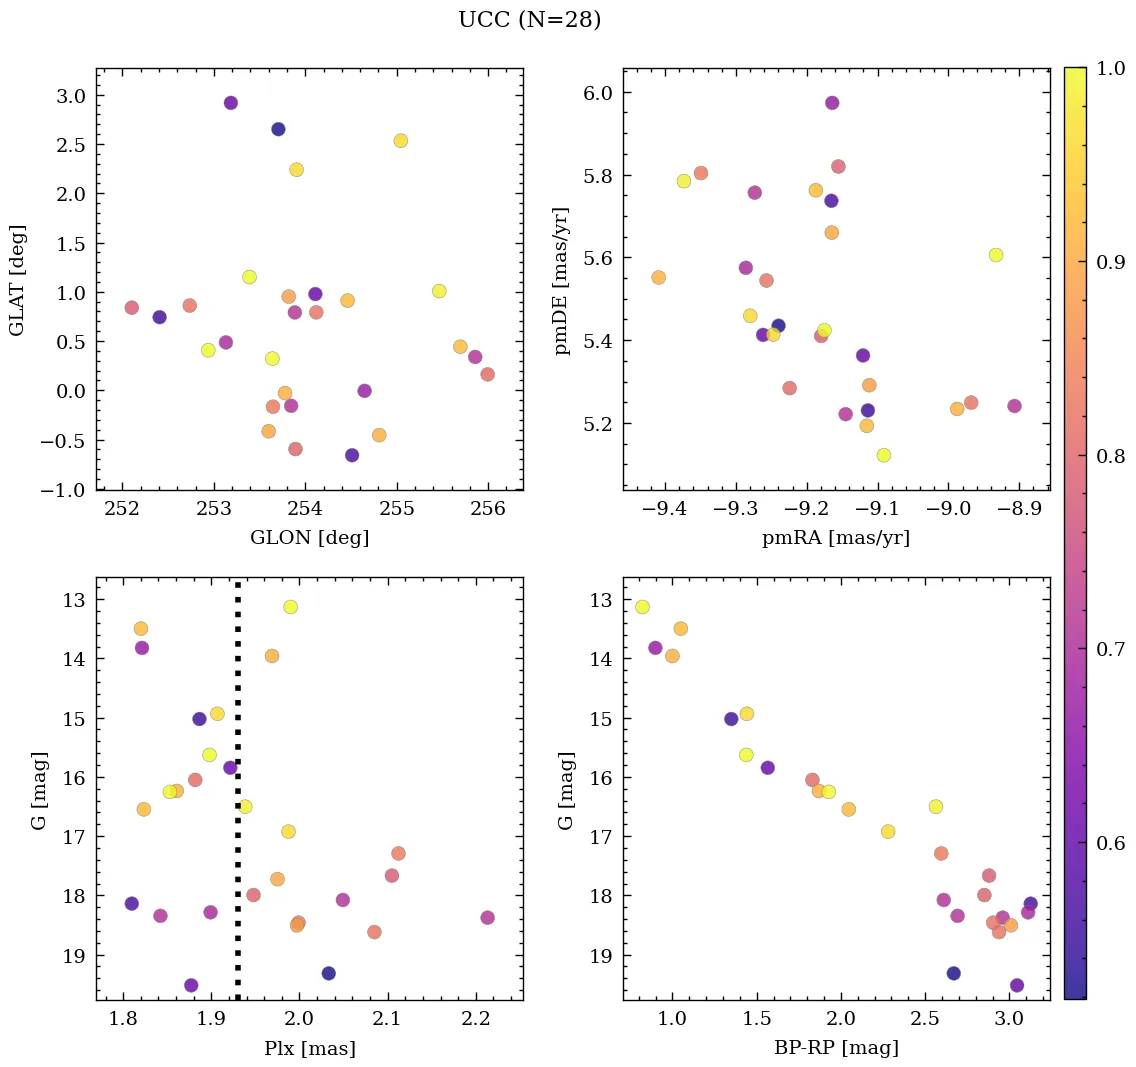 UCC (N=28)
3.0
2.5
2.0
1.5
1.0
0.5
0.0
−0.5
−1.0
GLAT [deg]
252 253 254 255 256
GLON [deg]
6.0
5.8
5.6
5.4
5.2
pmDE [mas/yr]
−9.4 −9.3 −9.2 −9.1 −9.0 −8.9
pmRA [mas/yr]
13
14
15
16
17
18
19
G [mag]
1.8 1.9 2.0 2.1 2.2
Plx [mas]
13
14
15
16
17
18
19
G [mag]
1.0 1.5 2.0 2.5 3.0
BP-RP [mag]
1.0
0.9
0.8
0.7
0.6